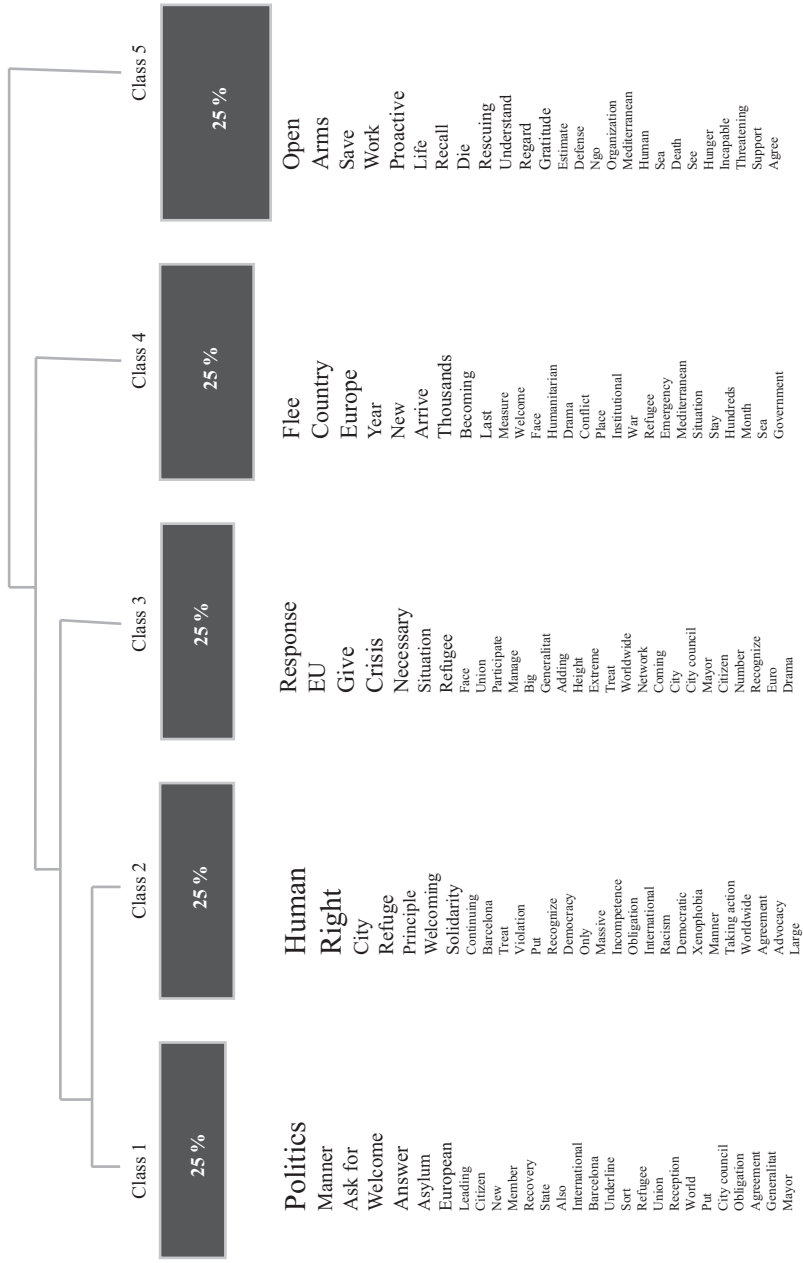 Class 1
25 %
Politics
Manner
Ask for
Welcome
Answer
Asylum
European
Leading
Citizen
New
Member
Recovery
State
Also
International
Barcelona
Underline
Sort
Refugee
Union
Reception
World
Put
City council
Obligation
Agreement
Generalitat
Mayor
Class 2
25 %
Human
Right
City
Refuge
Principle
Welcoming
Solidarity
Continuing
Barcelona
Treat
Violation
Put
Recognize
Democracy
Only
Massive
Incompetence
Obligation
International
Racism
Democratic
Xenophobia
Manner
Taking action
Worldwide
Agreement
Advocacy
Large
Class 3
25 %
Response
EU
Give
Crisis
Necessary
Situation
Refugee
Face
Union
Participate
Manage
Big
Generalitat
Adding
Height
Extreme
Treat
Worldwide
Network
Coming
City
City council
Mayor
Citizen
Number
Recognize
Euro
Drama
Class 4
25 %
Flee
Country
Europe
Year
New
Arrive
Thousands
Becoming
Last
Measure
Welcome
Face
Humanitarian
Drama
Conflict
Place
Institutional
War
Refugee
Emergency
Mediterranean
Situation
Stay
Hundreds
Month
Sea
Government
Class 5
25 %
Open
Arms
Save
Work
Proactive
Life
Recall
Die
Rescuing
Understand
Regard
Gratitude
Estimate
Defense
Ngo
Organization
Mediterranean
Human
Sea
Death
See
Hunger
Incapable
Threatening
Support
Agree